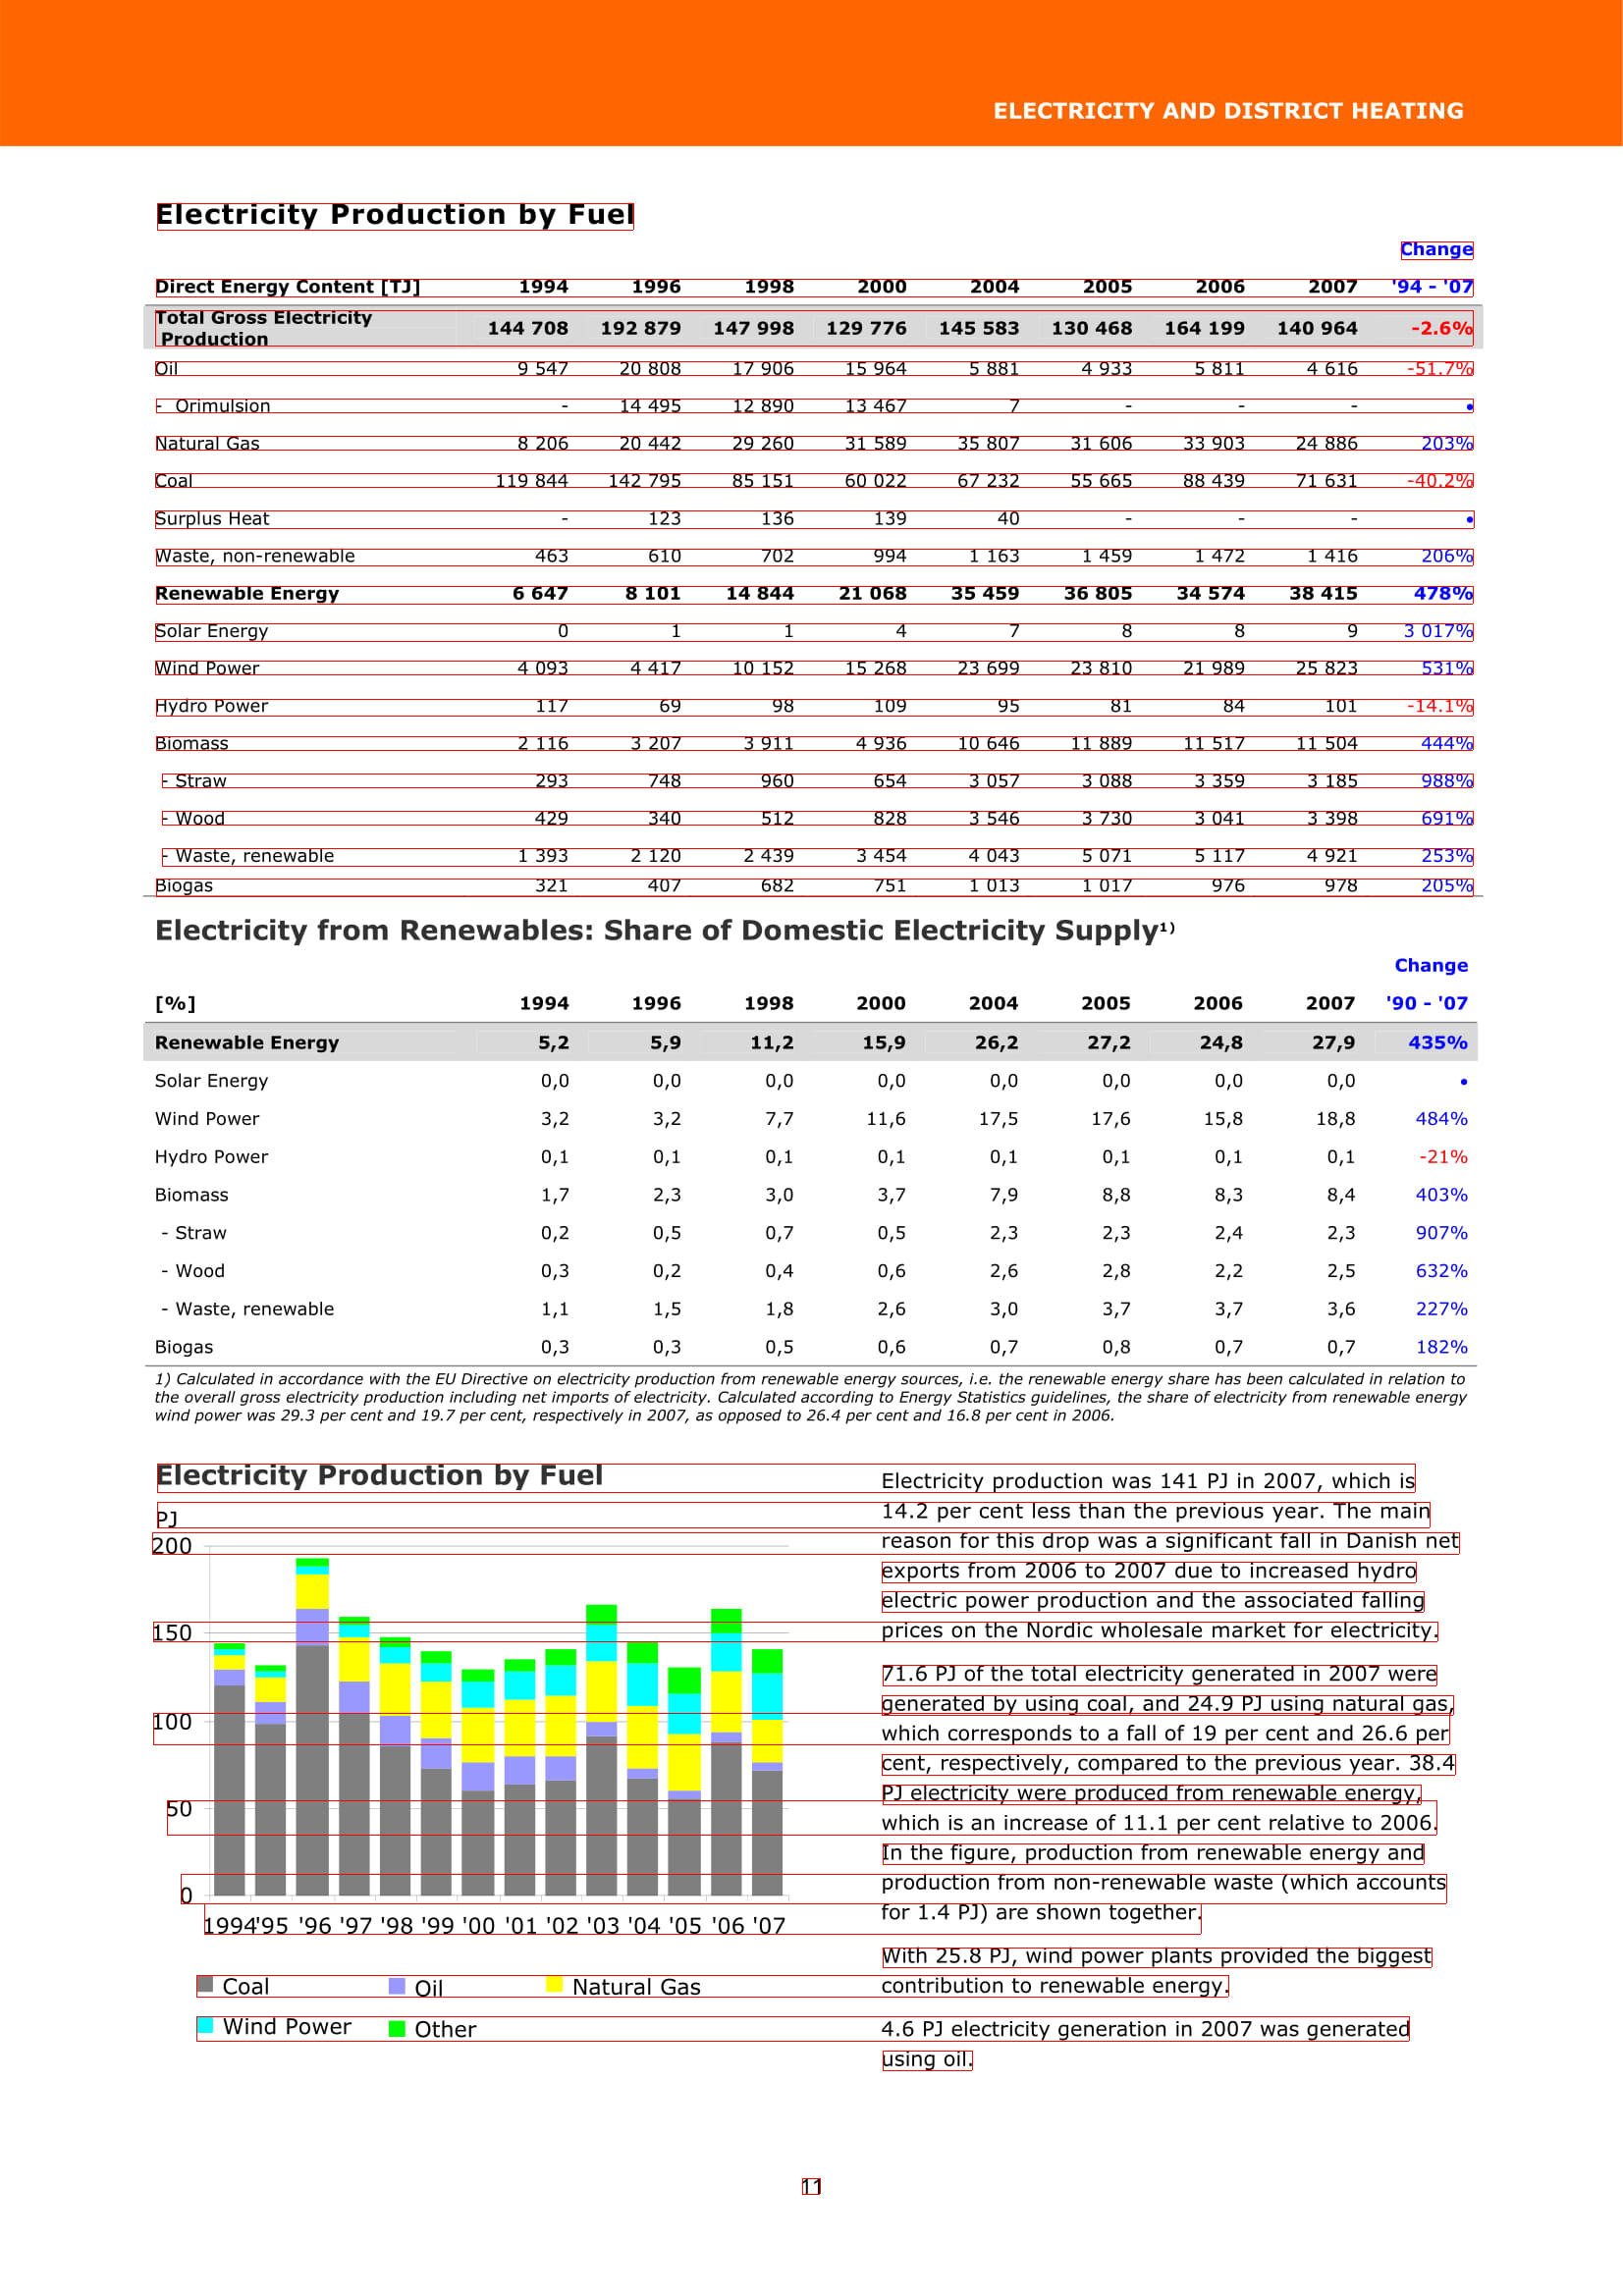 ELECTRICITY AND DISTRICT HEATING
Electricity Production by Fuel
Change
Direct Energy Content [TJ] 1994 1996 1998 2000 2004 2005 2006 2007 '94 - '07
Total Gross Electricity
Production 144 708 192 879 147 998 129 776 145 583 130 468 164 199 140 964 -2.6%
Oil 9 547 20 808 17 906 15 964 5 881 4 933 5 811 4 616 -51.7%
- Orimulsion - 14 495 12 890 13 467 7 - - - •
Natural Gas 8 206 20 442 29 260 31 589 35 807 31 606 33 903 24 886 203%
Coal 119 844 142 795 85 151 60 022 67 232 55 665 88 439 71 631 -40.2%
Surplus Heat - 123 136 139 40 - - - •
Waste, non-renewable 463 610 702 994 1 163 1 459 1 472 1 416 206%
Renewable Energy 6 647 8 101 14 844 21 068 35 459 36 805 34 574 38 415 478%
Solar Energy 0 1 1 4 7 8 8 9 3 017%
Wind Power 4 093 4 417 10 152 15 268 23 699 23 810 21 989 25 823 531%
Hydro Power 117 69 98 109 95 81 84 101 -14.1%
Biomass 2 116 3 207 3 911 4 936 10 646 11 889 11 517 11 504 444%
- Straw 293 748 960 654 3 057 3 088 3 359 3 185 988%
- Wood 429 340 512 828 3 546 3 730 3 041 3 398 691%
- Waste, renewable 1 393 2 120 2 439 3 454 4 043 5 071 5 117 4 921 253%
Biogas 321 407 682 751 1 013 1 017 976 978 205%
Electricity from Renewables: Share of Domestic Electricity Supply1)
Change
[%] 1994 1996 1998 2000 2004 2005 2006 2007 '90 - '07
Renewable Energy 5,2 5,9 11,2 15,9 26,2 27,2 24,8 27,9 435%
Solar Energy 0,0 0,0 0,0 0,0 0,0 0,0 0,0 0,0 •
Wind Power 3,2 3,2 7,7 11,6 17,5 17,6 15,8 18,8 484%
Hydro Power 0,1 0,1 0,1 0,1 0,1 0,1 0,1 0,1 -21%
Biomass 1,7 2,3 3,0 3,7 7,9 8,8 8,3 8,4 403%
- Straw 0,2 0,5 0,7 0,5 2,3 2,3 2,4 2,3 907%
- Wood 0,3 0,2 0,4 0,6 2,6 2,8 2,2 2,5 632%
- Waste, renewable 1,1 1,5 1,8 2,6 3,0 3,7 3,7 3,6 227%
Biogas 0,3 0,3 0,5 0,6 0,7 0,8 0,7 0,7 182%
1) Calculated in accordance with the EU Directive on electricity production from renewable energy sources, i.e. the renewable energy share has been calculated in relation to
the overall gross electricity production including net imports of electricity. Calculated according to Energy Statistics guidelines, the share of electricity from renewable energy
wind power was 29.3 per cent and 19.7 per cent, respectively in 2007, as opposed to 26.4 per cent and 16.8 per cent in 2006.
Electricity Production by Fuel
PJ
200
150
100
50
0
1994 '95 '96 '97 '98 '99 '00 '01 '02 '03 '04 '05 '06 '07
Coal Oil Natural Gas
Wind Power Other
Electricity production was 141 PJ in 2007, which is
14.2 per cent less than the previous year. The main
reason for this drop was a significant fall in Danish net
exports from 2006 to 2007 due to increased hydro
electric power production and the associated falling
prices on the Nordic wholesale market for electricity.
71.6 PJ of the total electricity generated in 2007 were
generated by using coal, and 24.9 PJ using natural gas,
which corresponds to a fall of 19 per cent and 26.6 per
cent, respectively, compared to the previous year. 38.4
PJ electricity were produced from renewable energy,
which is an increase of 11.1 per cent relative to 2006.
In the figure, production from renewable energy and
production from non-renewable waste (which accounts
for 1.4 PJ) are shown together.
With 25.8 PJ, wind power plants provided the biggest
contribution to renewable energy.
4.6 PJ electricity generation in 2007 was generated
using oil.
11